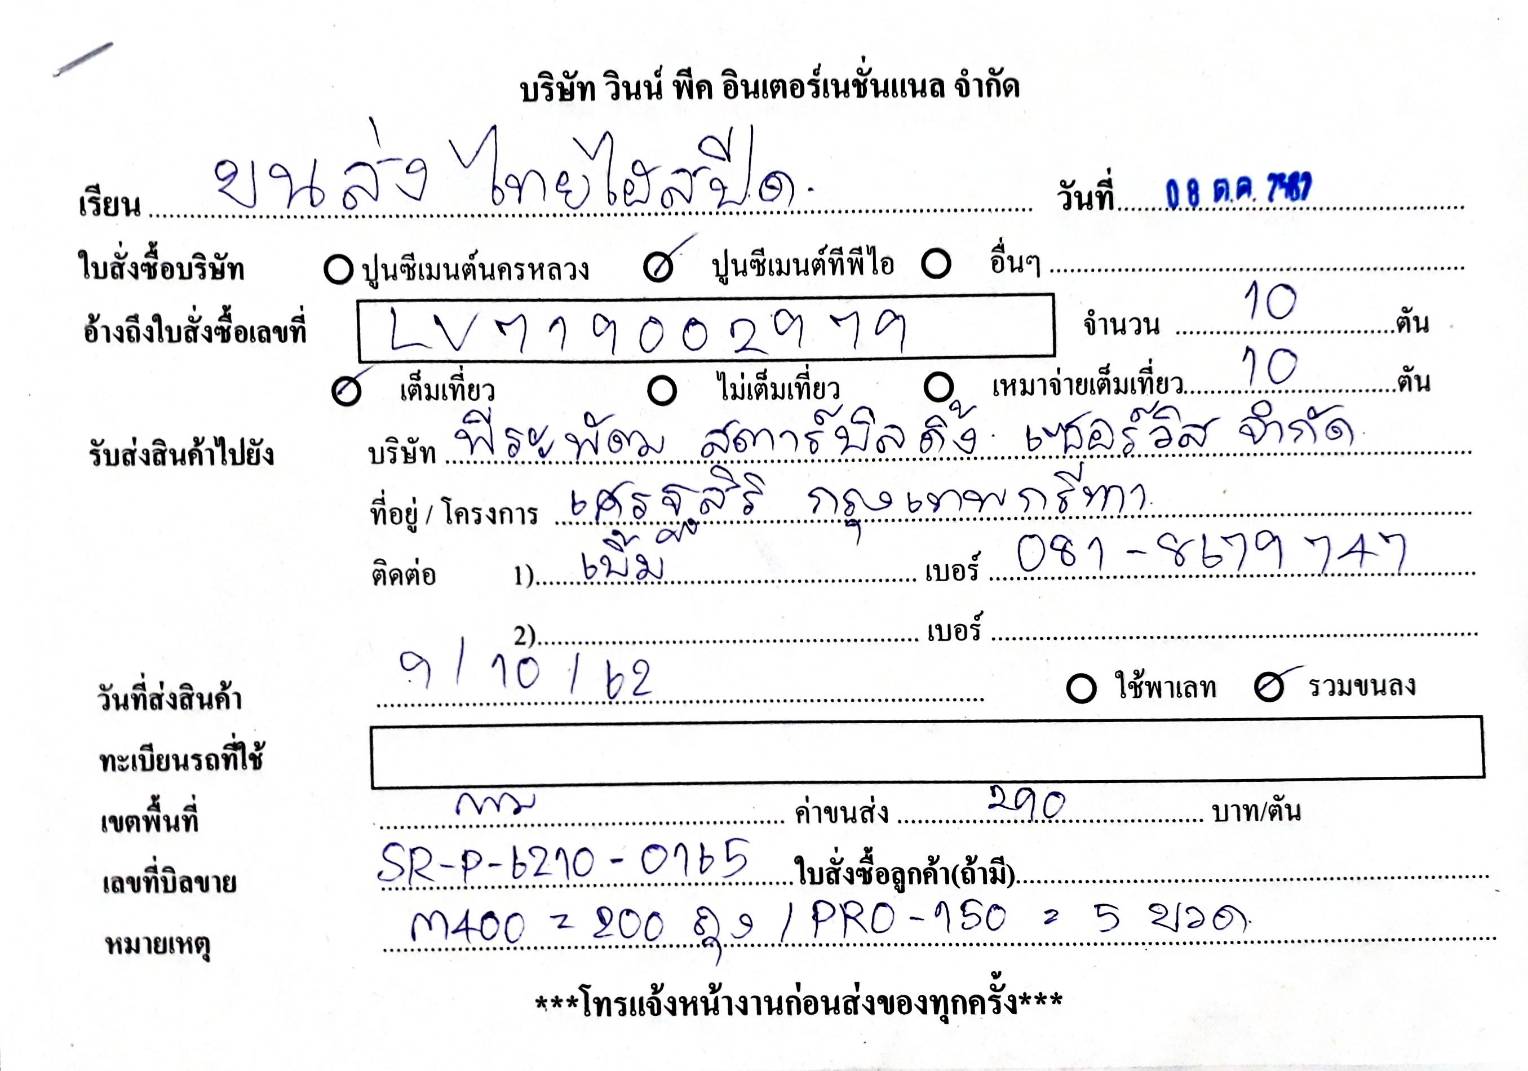 บริษัท วินน์ พีค อินเตอร์เนชั่นแนล จำกัด
เรียน ขนส่ง ไทยไฮสปีด วันที่ 08 ต.ค. 2562
ใบสั่งซื้อบริษัท ปูนซีเมนต์นครหลวง ปูนซีเมนต์ทีพีไอ อื่นๆ
อ้างถึงใบสั่งซื้อเลขที่ LV719002979 จำนวน 10 ตัน
เต็มเที่ยว ไม่เต็มเที่ยว เหมาจ่ายเต็มเที่ยว 10 ตัน
รับส่งสินค้าไปยัง บริษัท พีระพัฒม สตาร์บิลดิ้ง เซอร์วิส จำกัด
ที่อยู่ / โครงการ เศรษฐสิริ กรุงเทพกรีฑา
ติดต่อ 1) เบิ้ม เบอร์ 081-8679747
2) เบอร์
วันที่ส่งสินค้า 9/10/62 ใช้พาเลท รวมขนลง
ทะเบียนรถที่ใช้
เขตพื้นที่ กทม ค่าขนส่ง 290 บาท/ตัน
เลขที่บิลขาย SR-P-6210-0165 ใบสั่งซื้อลูกค้า(ถ้ามี)
หมายเหตุ M400 = 200 ถุง / PRO-150 = 5 ขวด
***โทรแจ้งหน้างานก่อนส่งของทุกครั้ง***